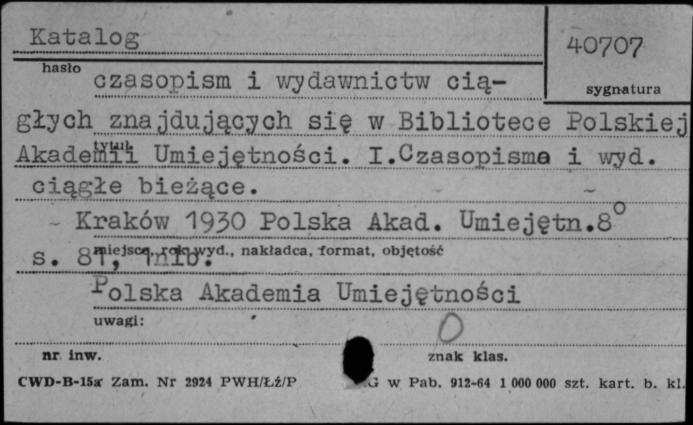 Katalog
40707
hasło
sygnatura
czasopism i wydawnictw cią-
głych znajdujących się w Bibliotece Polskiej
tytuł
Akademii Umiejętności. I.Czasopisma i wyd.
ciągłe bieżące.
Kraków 1930 Polska Akad. Umiejętn.8°
miejsce, rok wyd., nakładca, format, objętość
s. 81, 1nlb.
Polska Akademia Umiejętności
uwagi:
0
nr inw.
znak klas.
CWD-B-15a Zam. Nr 2924 PWH/Łź/P
G w Pab. 912-64 1 000 000 szt. kart. b. kl.